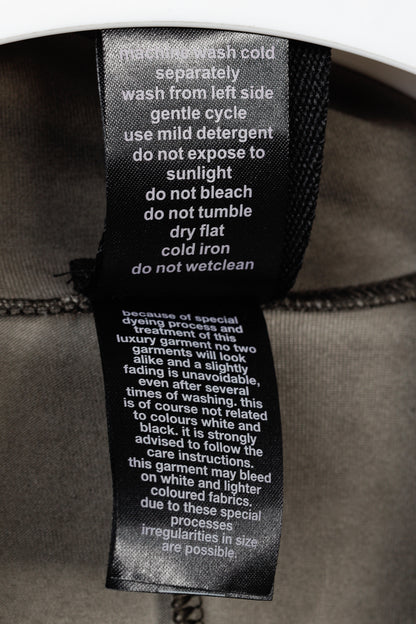 machine wash cold
separately
wash from left side
gentle cycle
use mild detergent
do not expose to
sunlight
do not bleach
do not tumble
dry flat
cold iron
do not wetclean
because of special
dyeing process and
treatment of this
luxury garment no two
garments will look
alike and a slightly
fading is unavoidable,
even after several
times of washing. this
is of course not related
to colours white and
black. it is strongly
advised to follow the
care instructions.
this garment may bleed
on white and lighter
coloured fabrics.
due to these special
processes
irregularities in size
are possible.